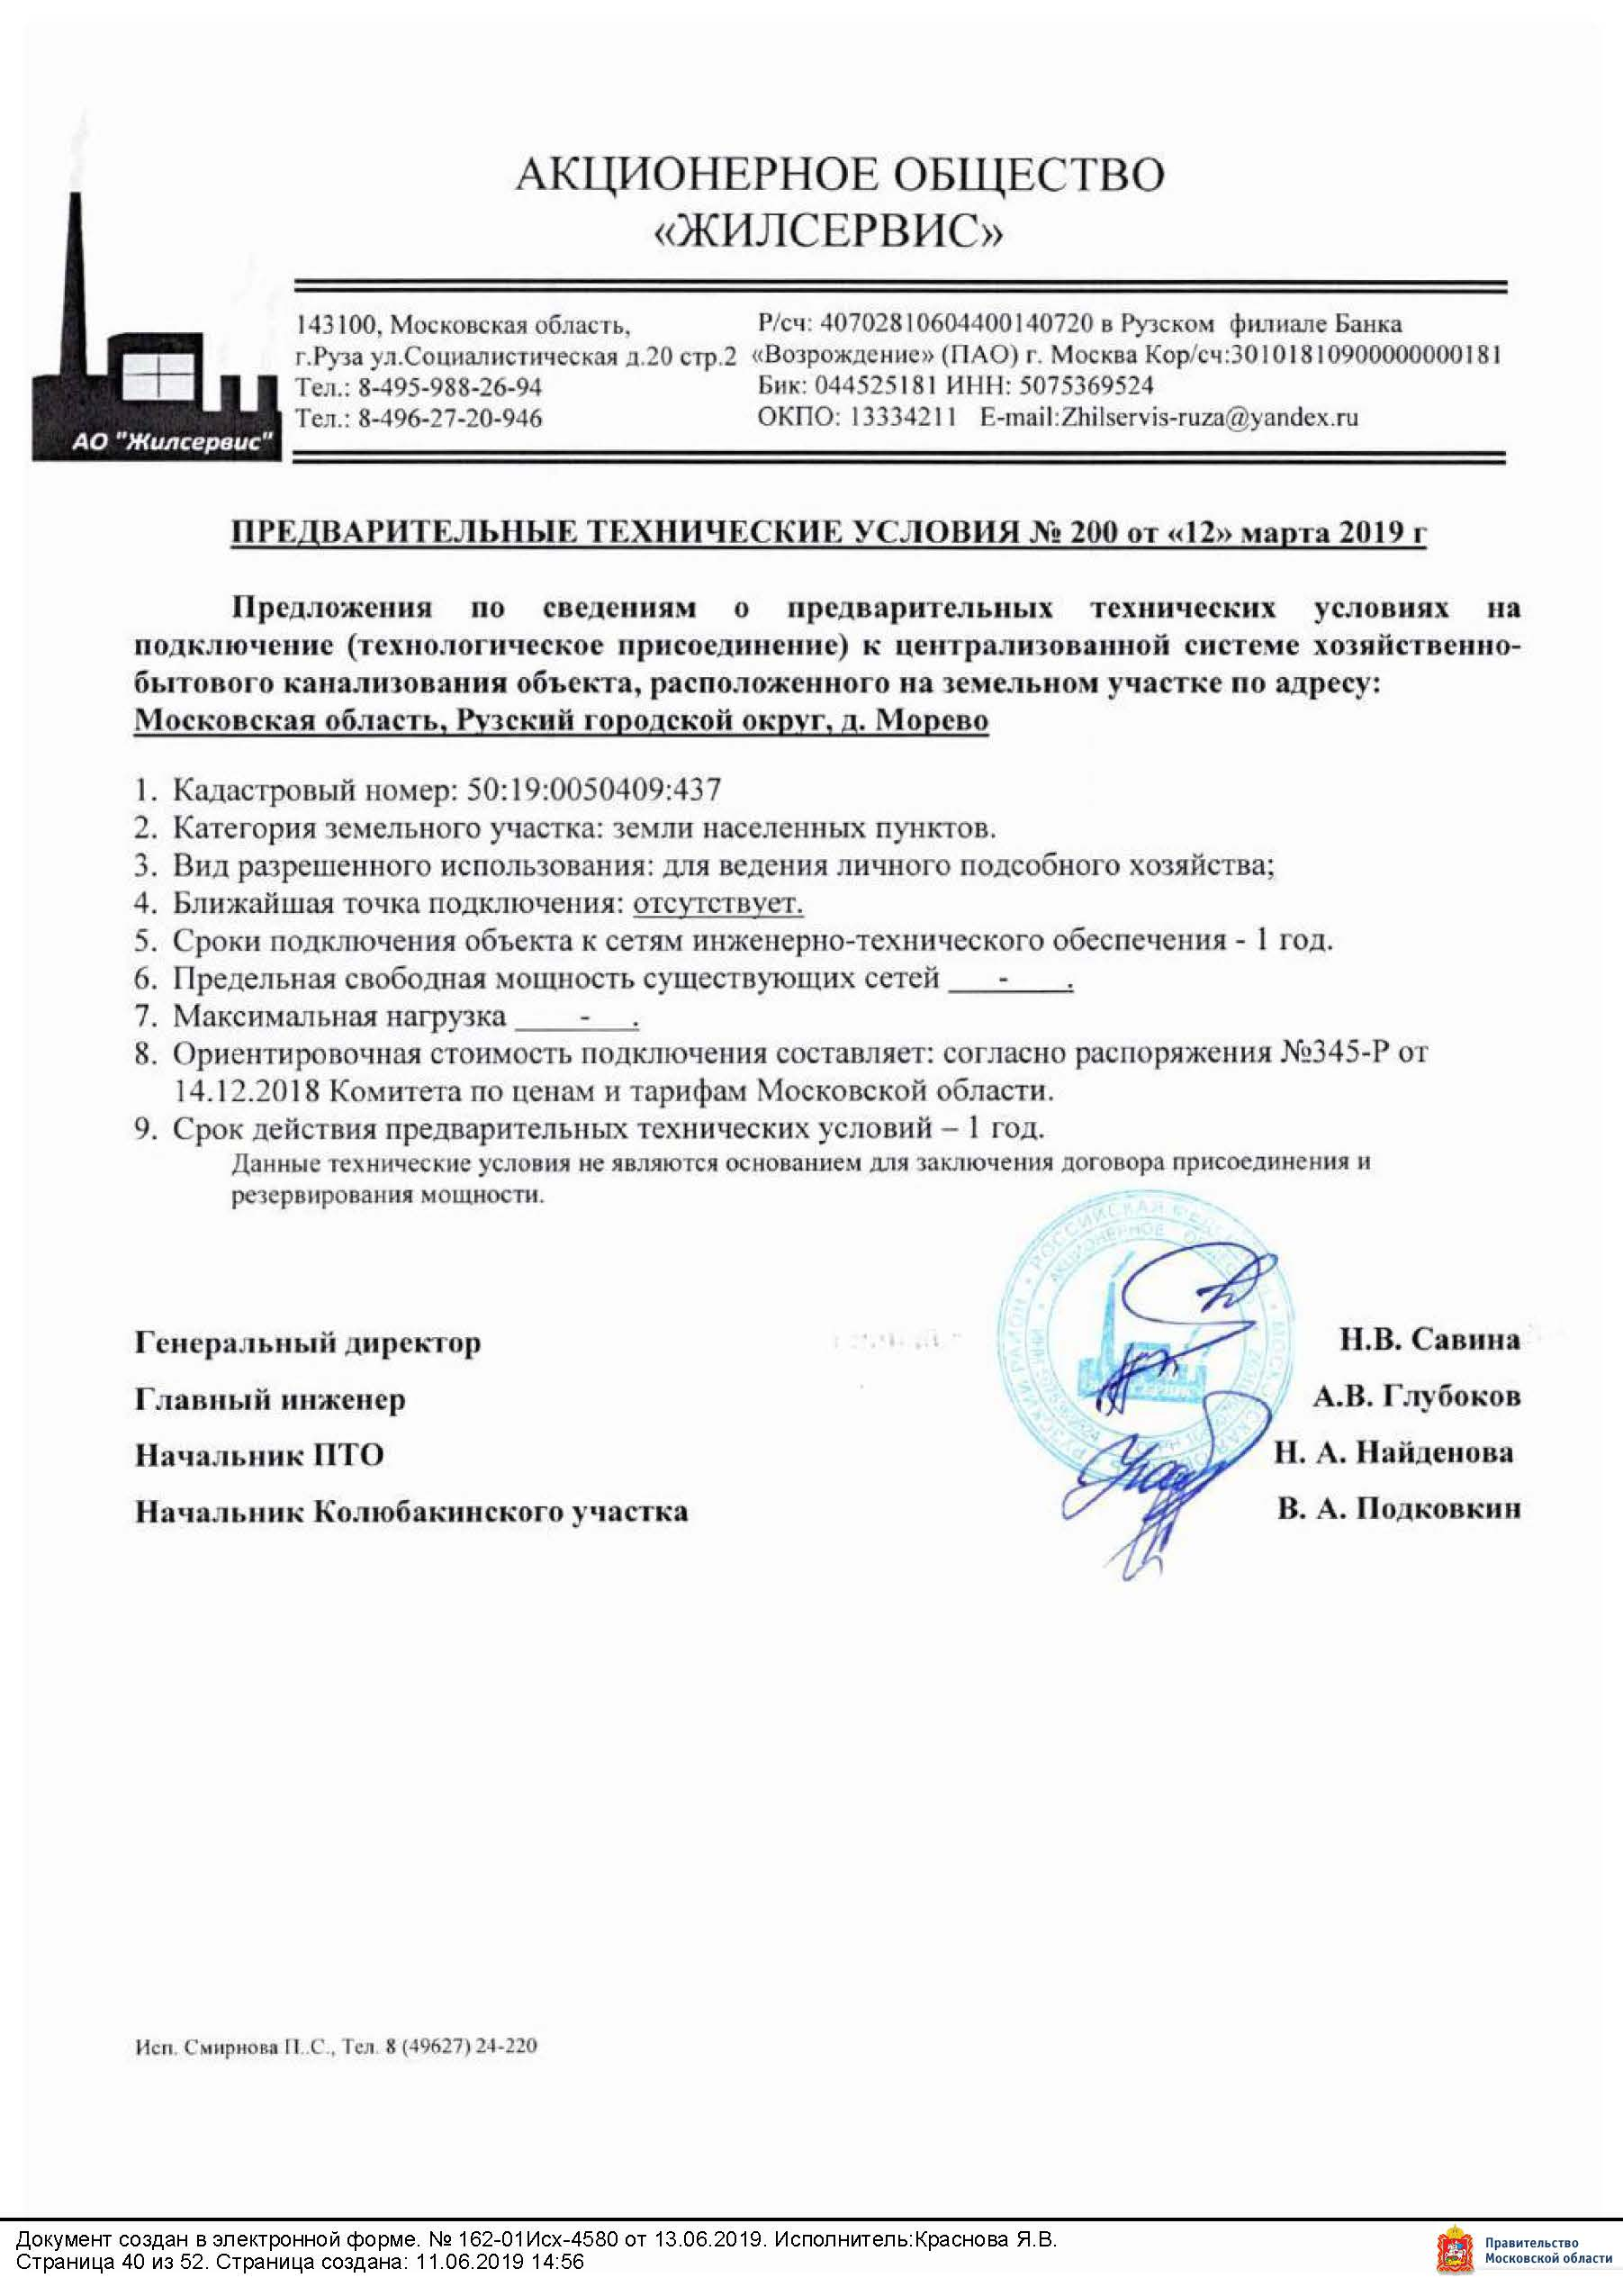 АКЦИОНЕРНОЕ ОБЩЕСТВО
«ЖИЛСЕРВИС»
АО "Жилсервис"
143100, Московская область,
г.Руза ул.Социалистическая д.20 стр.2
Тел.: 8-495-988-26-94
Тел.: 8-496-27-20-946
Р/сч: 40702810604400140720 в Рузском филиале Банка
«Возрождение» (ПАО) г. Москва Кор/сч:30101810900000000181
Бик: 044525181 ИНН: 5075369524
ОКПО: 13334211 E-mail:Zhilservis-ruza@yandex.ru
ПРЕДВАРИТЕЛЬНЫЕ ТЕХНИЧЕСКИЕ УСЛОВИЯ № 200 от «12» марта 2019 г
Предложения по сведениям о предварительных технических условиях на
подключение (технологическое присоединение) к централизованной системе хозяйственно-
бытового канализования объекта, расположенного на земельном участке по адресу:
Московская область, Рузский городской округ, д. Морево
1. Кадастровый номер: 50:19:0050409:437
2. Категория земельного участка: земли населенных пунктов.
3. Вид разрешенного использования: для ведения личного подсобного хозяйства;
4. Ближайшая точка подключения: отсутствует.
5. Сроки подключения объекта к сетям инженерно-технического обеспечения - 1 год.
6. Предельная свободная мощность существующих сетей ___-____.
7. Максимальная нагрузка ____-___.
8. Ориентировочная стоимость подключения составляет: согласно распоряжения №345-Р от
14.12.2018 Комитета по ценам и тарифам Московской области.
9. Срок действия предварительных технических условий – 1 год.
Данные технические условия не являются основанием для заключения договора присоединения и
резервирования мощности.
Генеральный директор Н.В. Савина
Главный инженер А.В. Глубоков
Начальник ПТО Н. А. Найденова
Начальник Колюбакинского участка В. А. Подковкин
Исп. Смирнова П..С., Тел. 8 (49627) 24-220
Документ создан в электронной форме. № 162-01Исх-4580 от 13.06.2019. Исполнитель:Краснова Я.В.
Страница 40 из 52. Страница создана: 11.06.2019 14:56
Правительство
Московской области